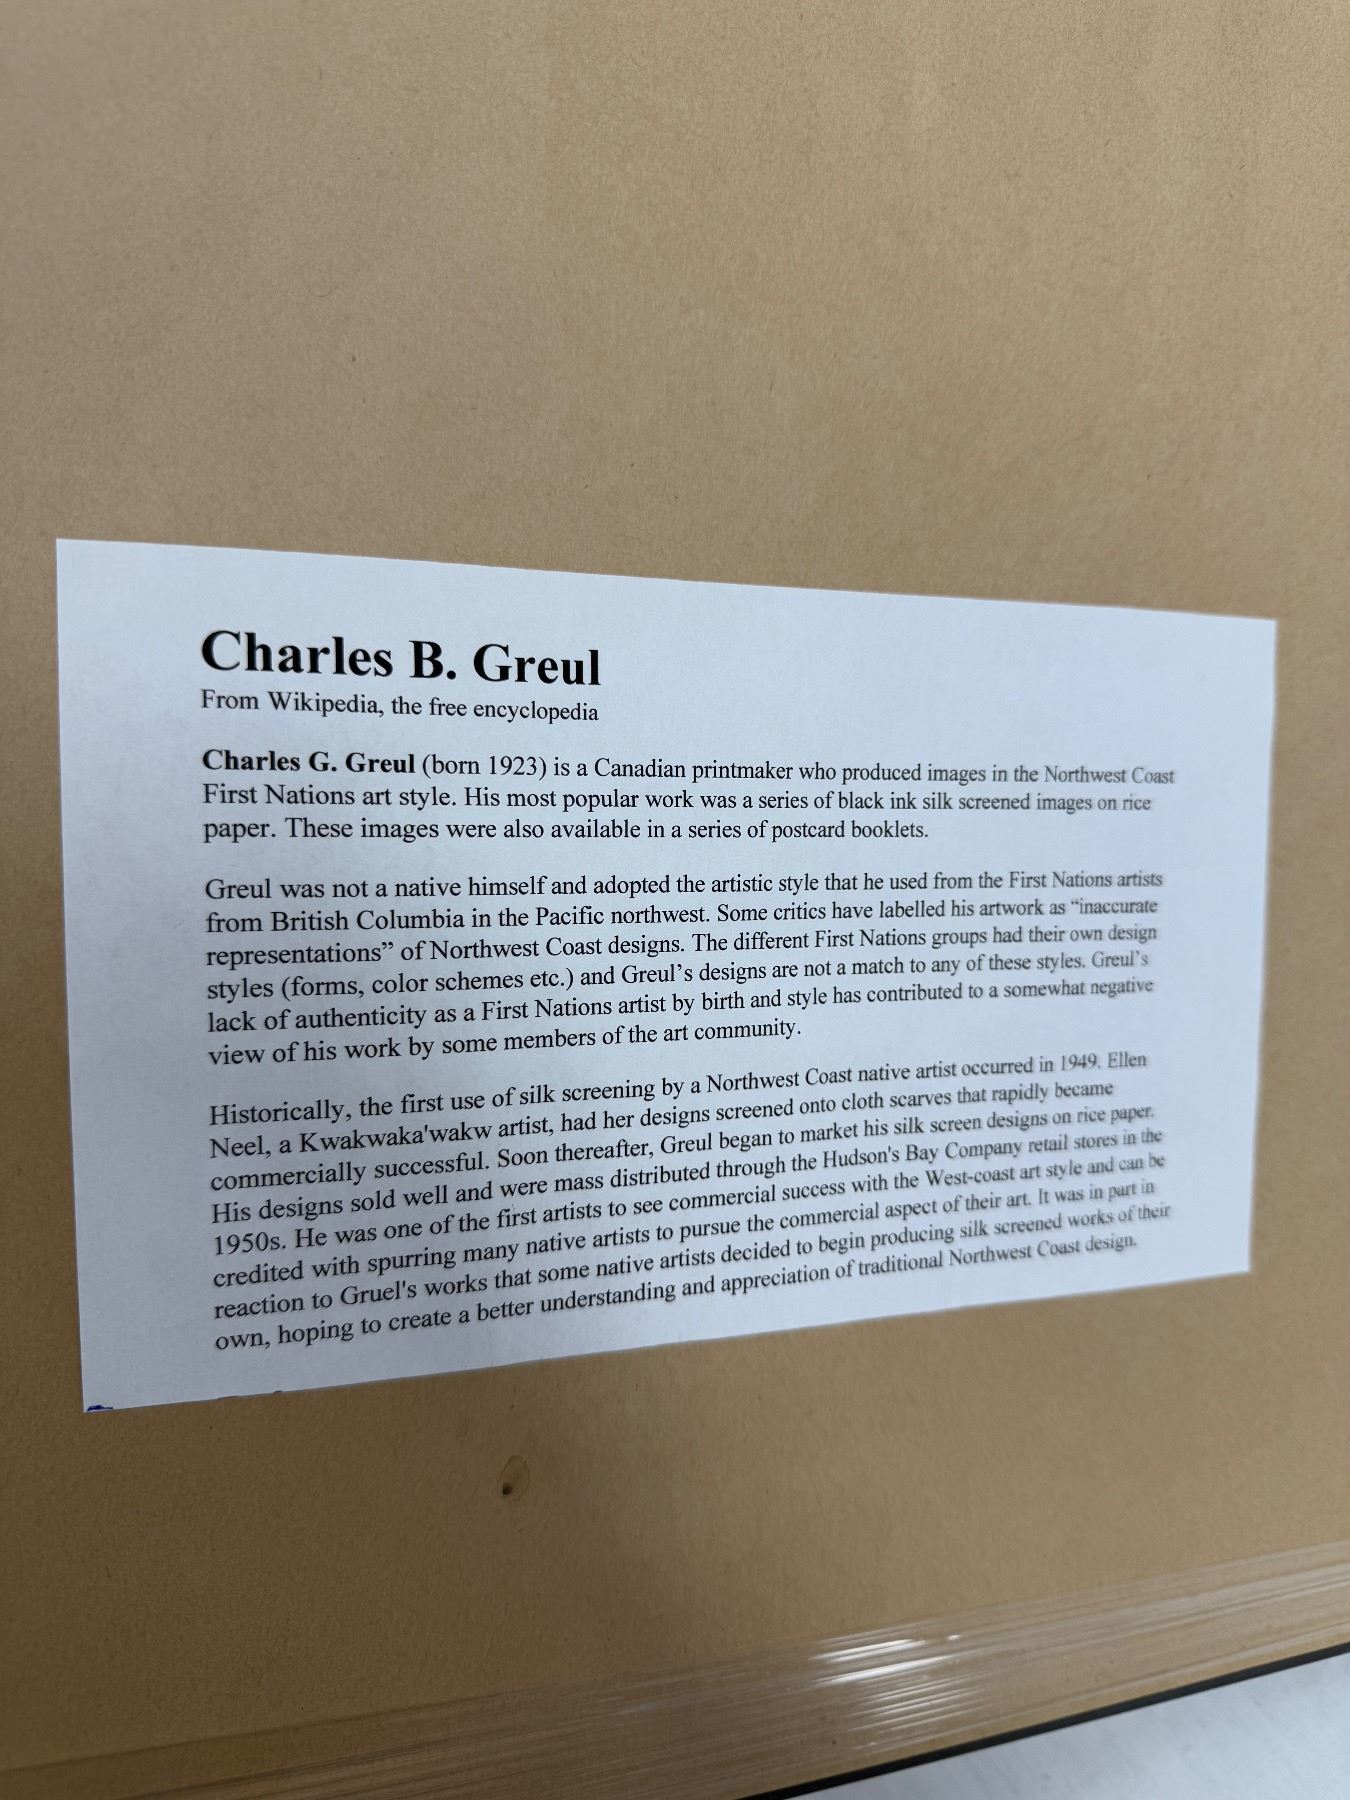 Charles B. Greul
From Wikipedia, the free encyclopedia
Charles G. Greul (born 1923) is a Canadian printmaker who produced images in the Northwest Coast
First Nations art style. His most popular work was a series of black ink silk screened images on rice
paper. These images were also available in a series of postcard booklets.
Greul was not a native himself and adopted the artistic style that he used from the First Nations artists
from British Columbia in the Pacific northwest. Some critics have labelled his artwork as “inaccurate
representations” of Northwest Coast designs. The different First Nations groups had their own design
styles (forms, color schemes etc.) and Greul’s designs are not a match to any of these styles. Greul’s
lack of authenticity as a First Nations artist by birth and style has contributed to a somewhat negative
view of his work by some members of the art community.
Historically, the first use of silk screening by a Northwest Coast native artist occurred in 1949. Ellen
Neel, a Kwakwaka'wakw artist, had her designs screened onto cloth scarves that rapidly became
commercially successful. Soon thereafter, Greul began to market his silk screen designs on rice paper.
His designs sold well and were mass distributed through the Hudson's Bay Company retail stores in the
1950s. He was one of the first artists to see commercial success with the West-coast art style and can be
credited with spurring many native artists to pursue the commercial aspect of their art. It was in part in
reaction to Gruel's works that some native artists decided to begin producing silk screened works of their
own, hoping to create a better understanding and appreciation of traditional Northwest Coast design.